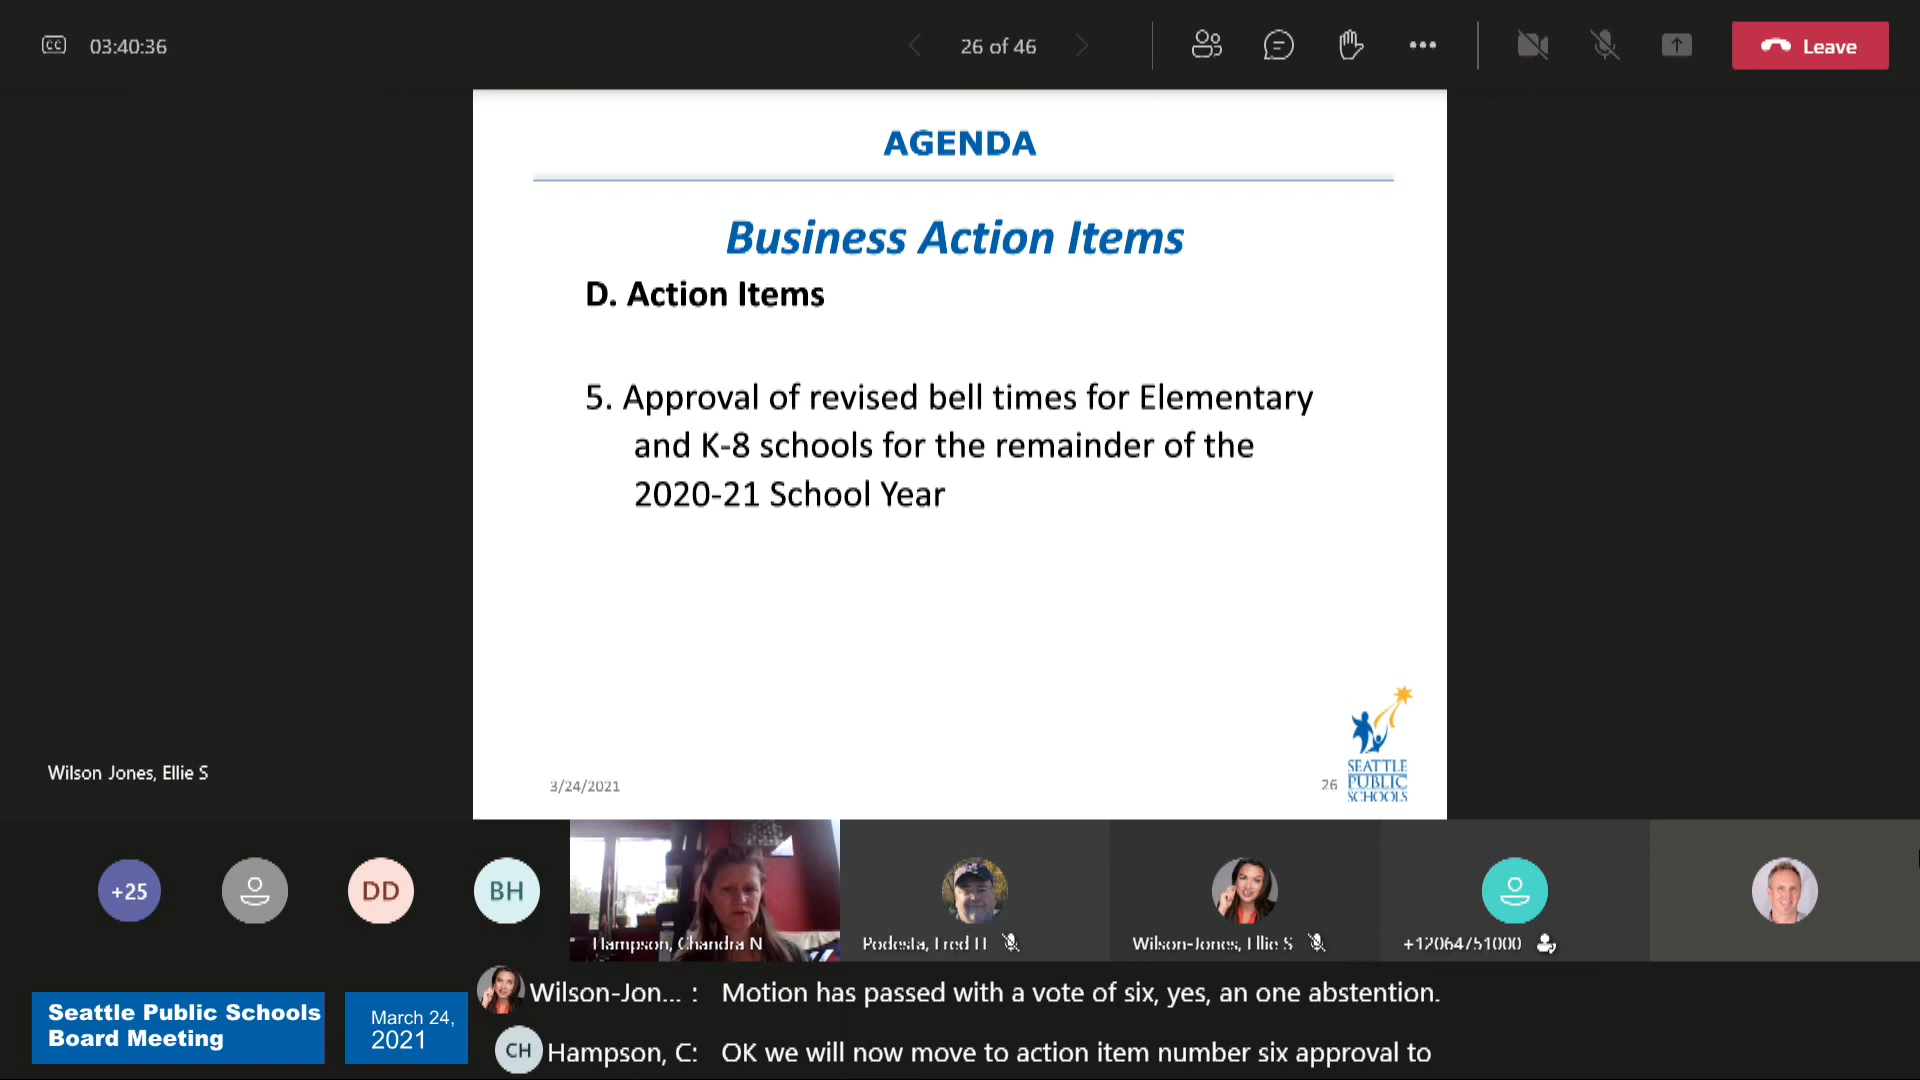 CC 03:40:36
26 of 46
Leave
AGENDA
Business Action Items
D. Action Items
5. Approval of revised bell times for Elementary
and K-8 schools for the remainder of the
2020-21 School Year
SEATTLE
PUBLIC
SCHOOLS
3/24/2021
26
Wilson Jones, Ellie S
+25
DD
BH
Hampson, Chandra N
Podesta, Fred H
Wilson-Jones, Ellie S
+12064751000
Wilson-Jon... : Motion has passed with a vote of six, yes, an one abstention.
CH Hampson, C: OK we will now move to action item number six approval to
Seattle Public Schools
Board Meeting
March 24,
2021